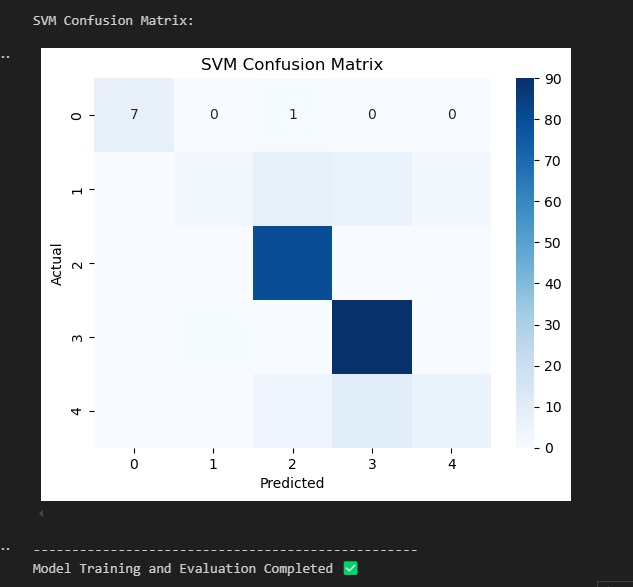 SVM Confusion Matrix:
SVM Confusion Matrix
90
80
70
60
50
40
30
20
10
0
Actual
0
1
2
3
4
7 0 1 0 0
0 1 2 3 4
Predicted
--------------------------------------------------
Model Training and Evaluation Completed ✅